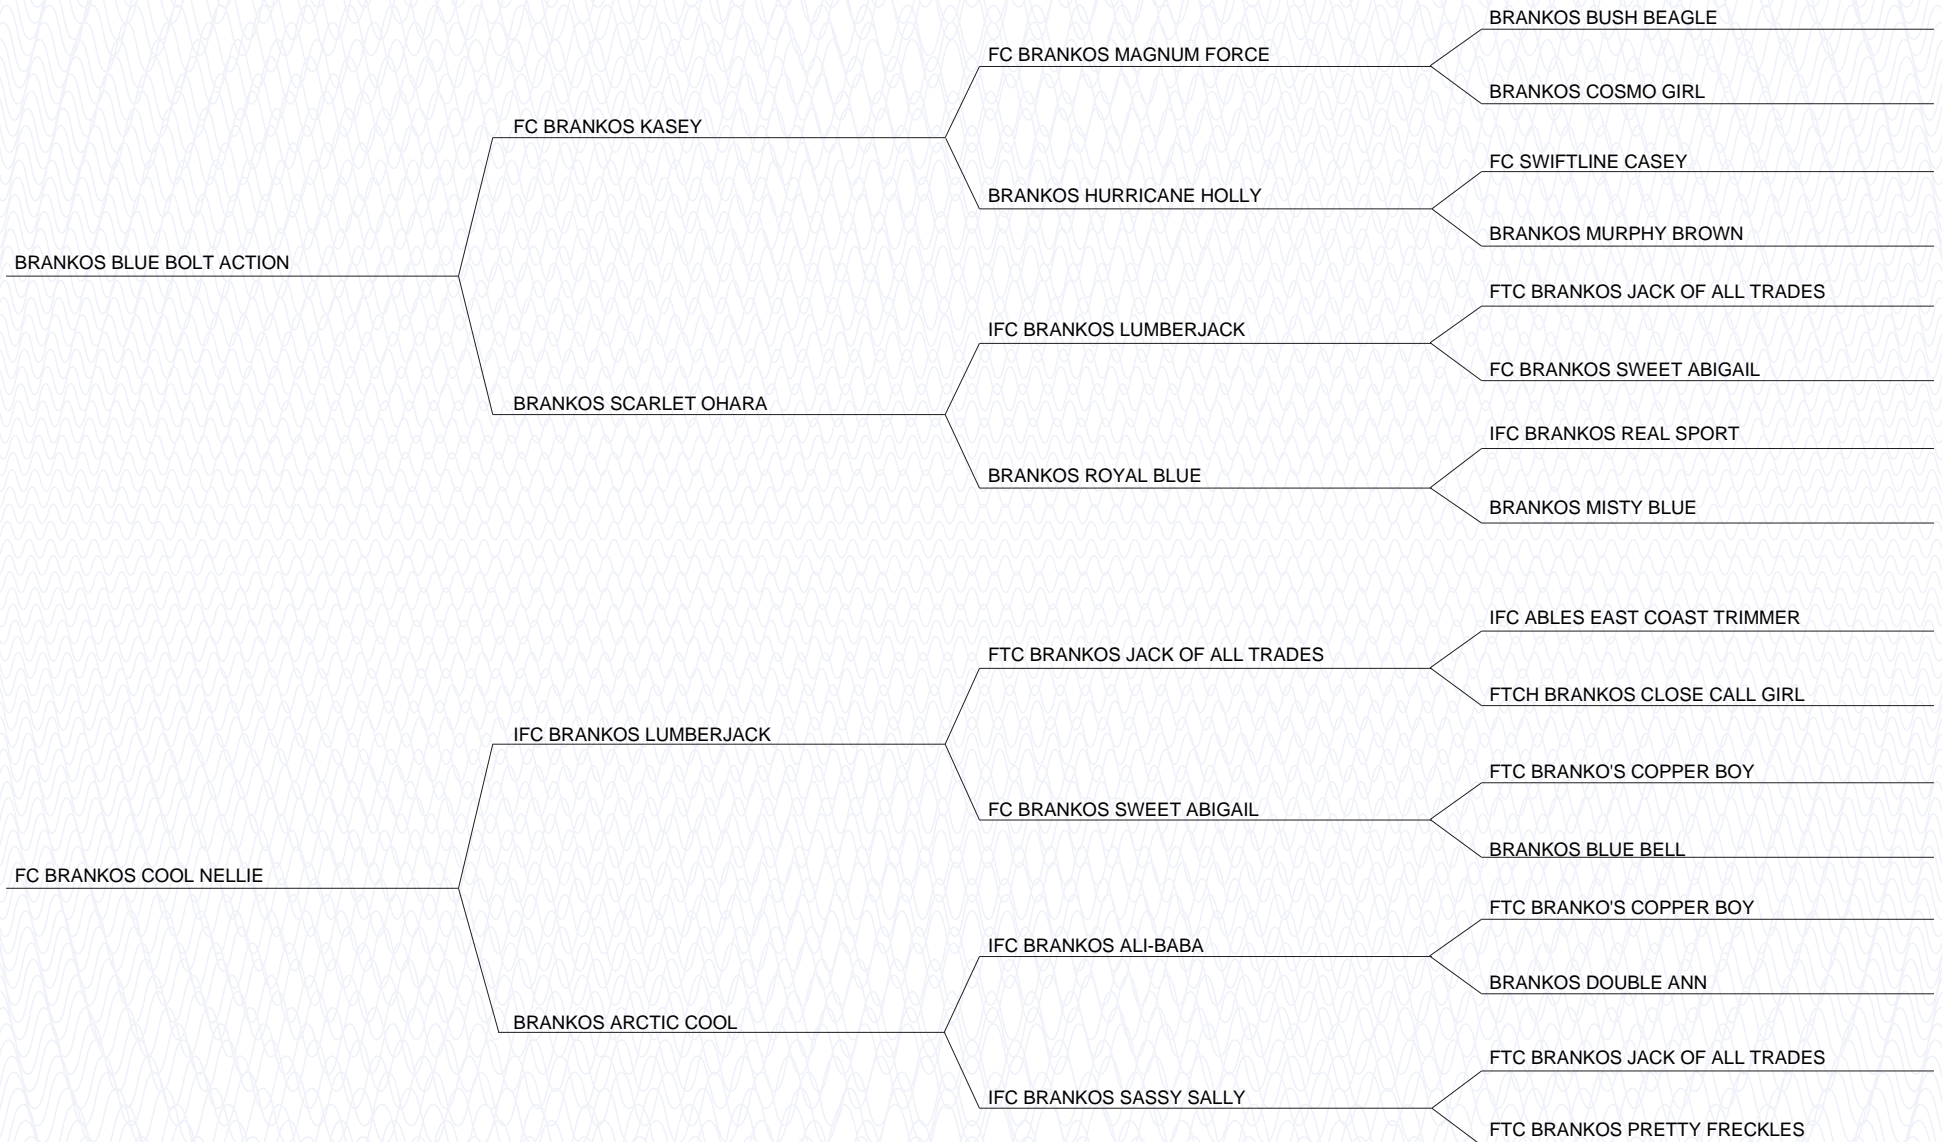 BRANKOS BUSH BEAGLE
FC BRANKOS MAGNUM FORCE
BRANKOS COSMO GIRL
FC BRANKOS KASEY
FC SWIFTLINE CASEY
BRANKOS HURRICANE HOLLY
BRANKOS MURPHY BROWN
BRANKOS BLUE BOLT ACTION
FTC BRANKOS JACK OF ALL TRADES
IFC BRANKOS LUMBERJACK
FC BRANKOS SWEET ABIGAIL
BRANKOS SCARLET OHARA
IFC BRANKOS REAL SPORT
BRANKOS ROYAL BLUE
BRANKOS MISTY BLUE
IFC ABLES EAST COAST TRIMMER
FTC BRANKOS JACK OF ALL TRADES
FTCH BRANKOS CLOSE CALL GIRL
IFC BRANKOS LUMBERJACK
FTC BRANKO'S COPPER BOY
FC BRANKOS SWEET ABIGAIL
BRANKOS BLUE BELL
FC BRANKOS COOL NELLIE
FTC BRANKO'S COPPER BOY
IFC BRANKOS ALI-BABA
BRANKOS DOUBLE ANN
BRANKOS ARCTIC COOL
FTC BRANKOS JACK OF ALL TRADES
IFC BRANKOS SASSY SALLY
FTC BRANKOS PRETTY FRECKLES